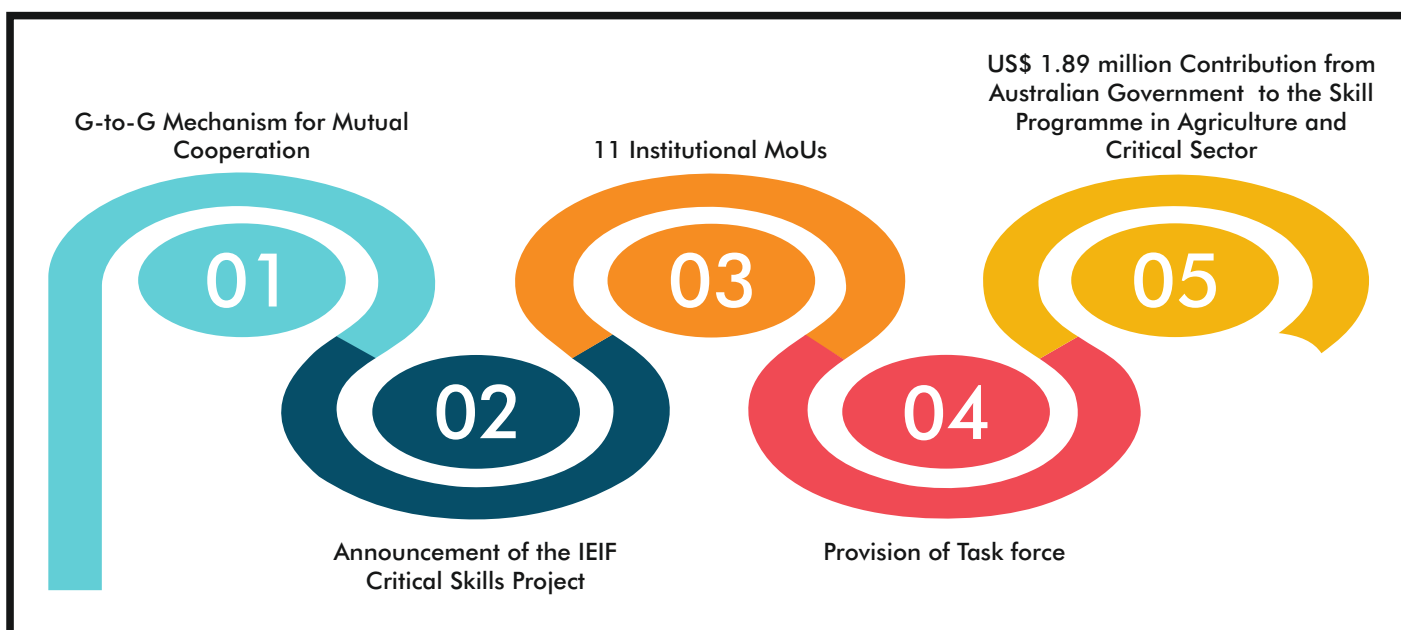 G-to-G Mechanism for Mutual
Cooperation
01
Announcement of the IEIF
Critical Skills Project
02
11 Institutional MoUs
03
Provision of Task force
04
US$ 1.89 million Contribution from
Australian Government to the Skill
Programme in Agriculture and
Critical Sector
05